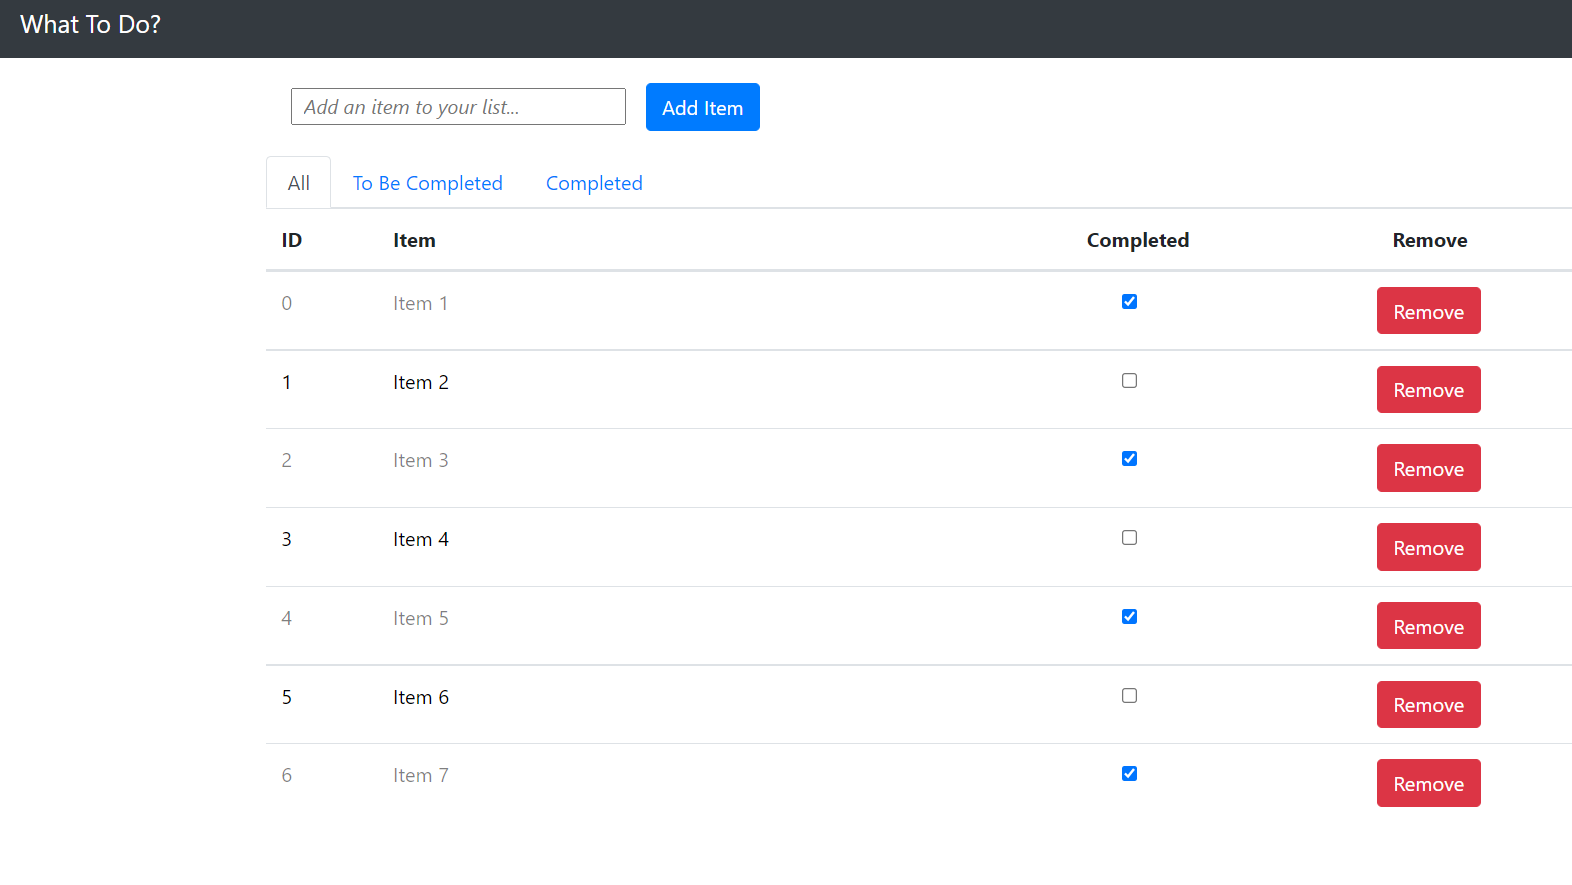 What To Do?
Add an item to your list... Add Item
All To Be Completed Completed
ID Item Completed Remove
0 Item 1 Remove
1 Item 2 Remove
2 Item 3 Remove
3 Item 4 Remove
4 Item 5 Remove
5 Item 6 Remove
6 Item 7 Remove